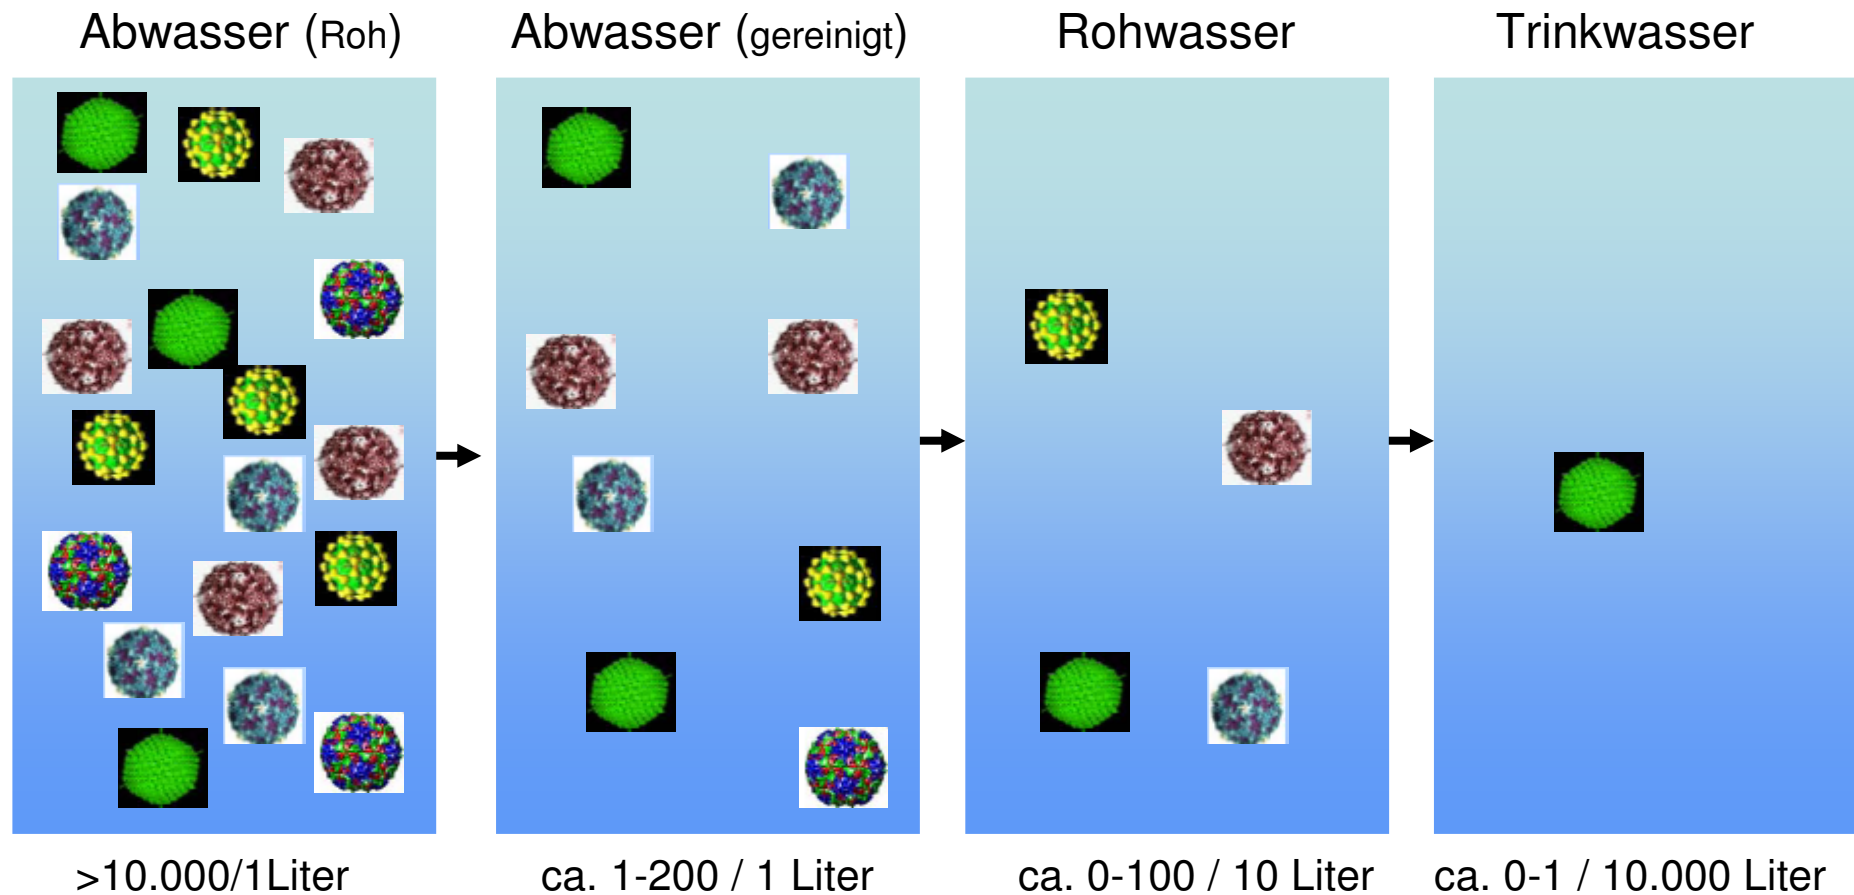 Abwasser (Roh)
Abwasser (gereinigt)
Rohwasser
Trinkwasser
>10.000/1Liter
ca. 1-200 / 1 Liter
ca. 0-100 / 10 Liter
ca. 0-1 / 10.000 Liter